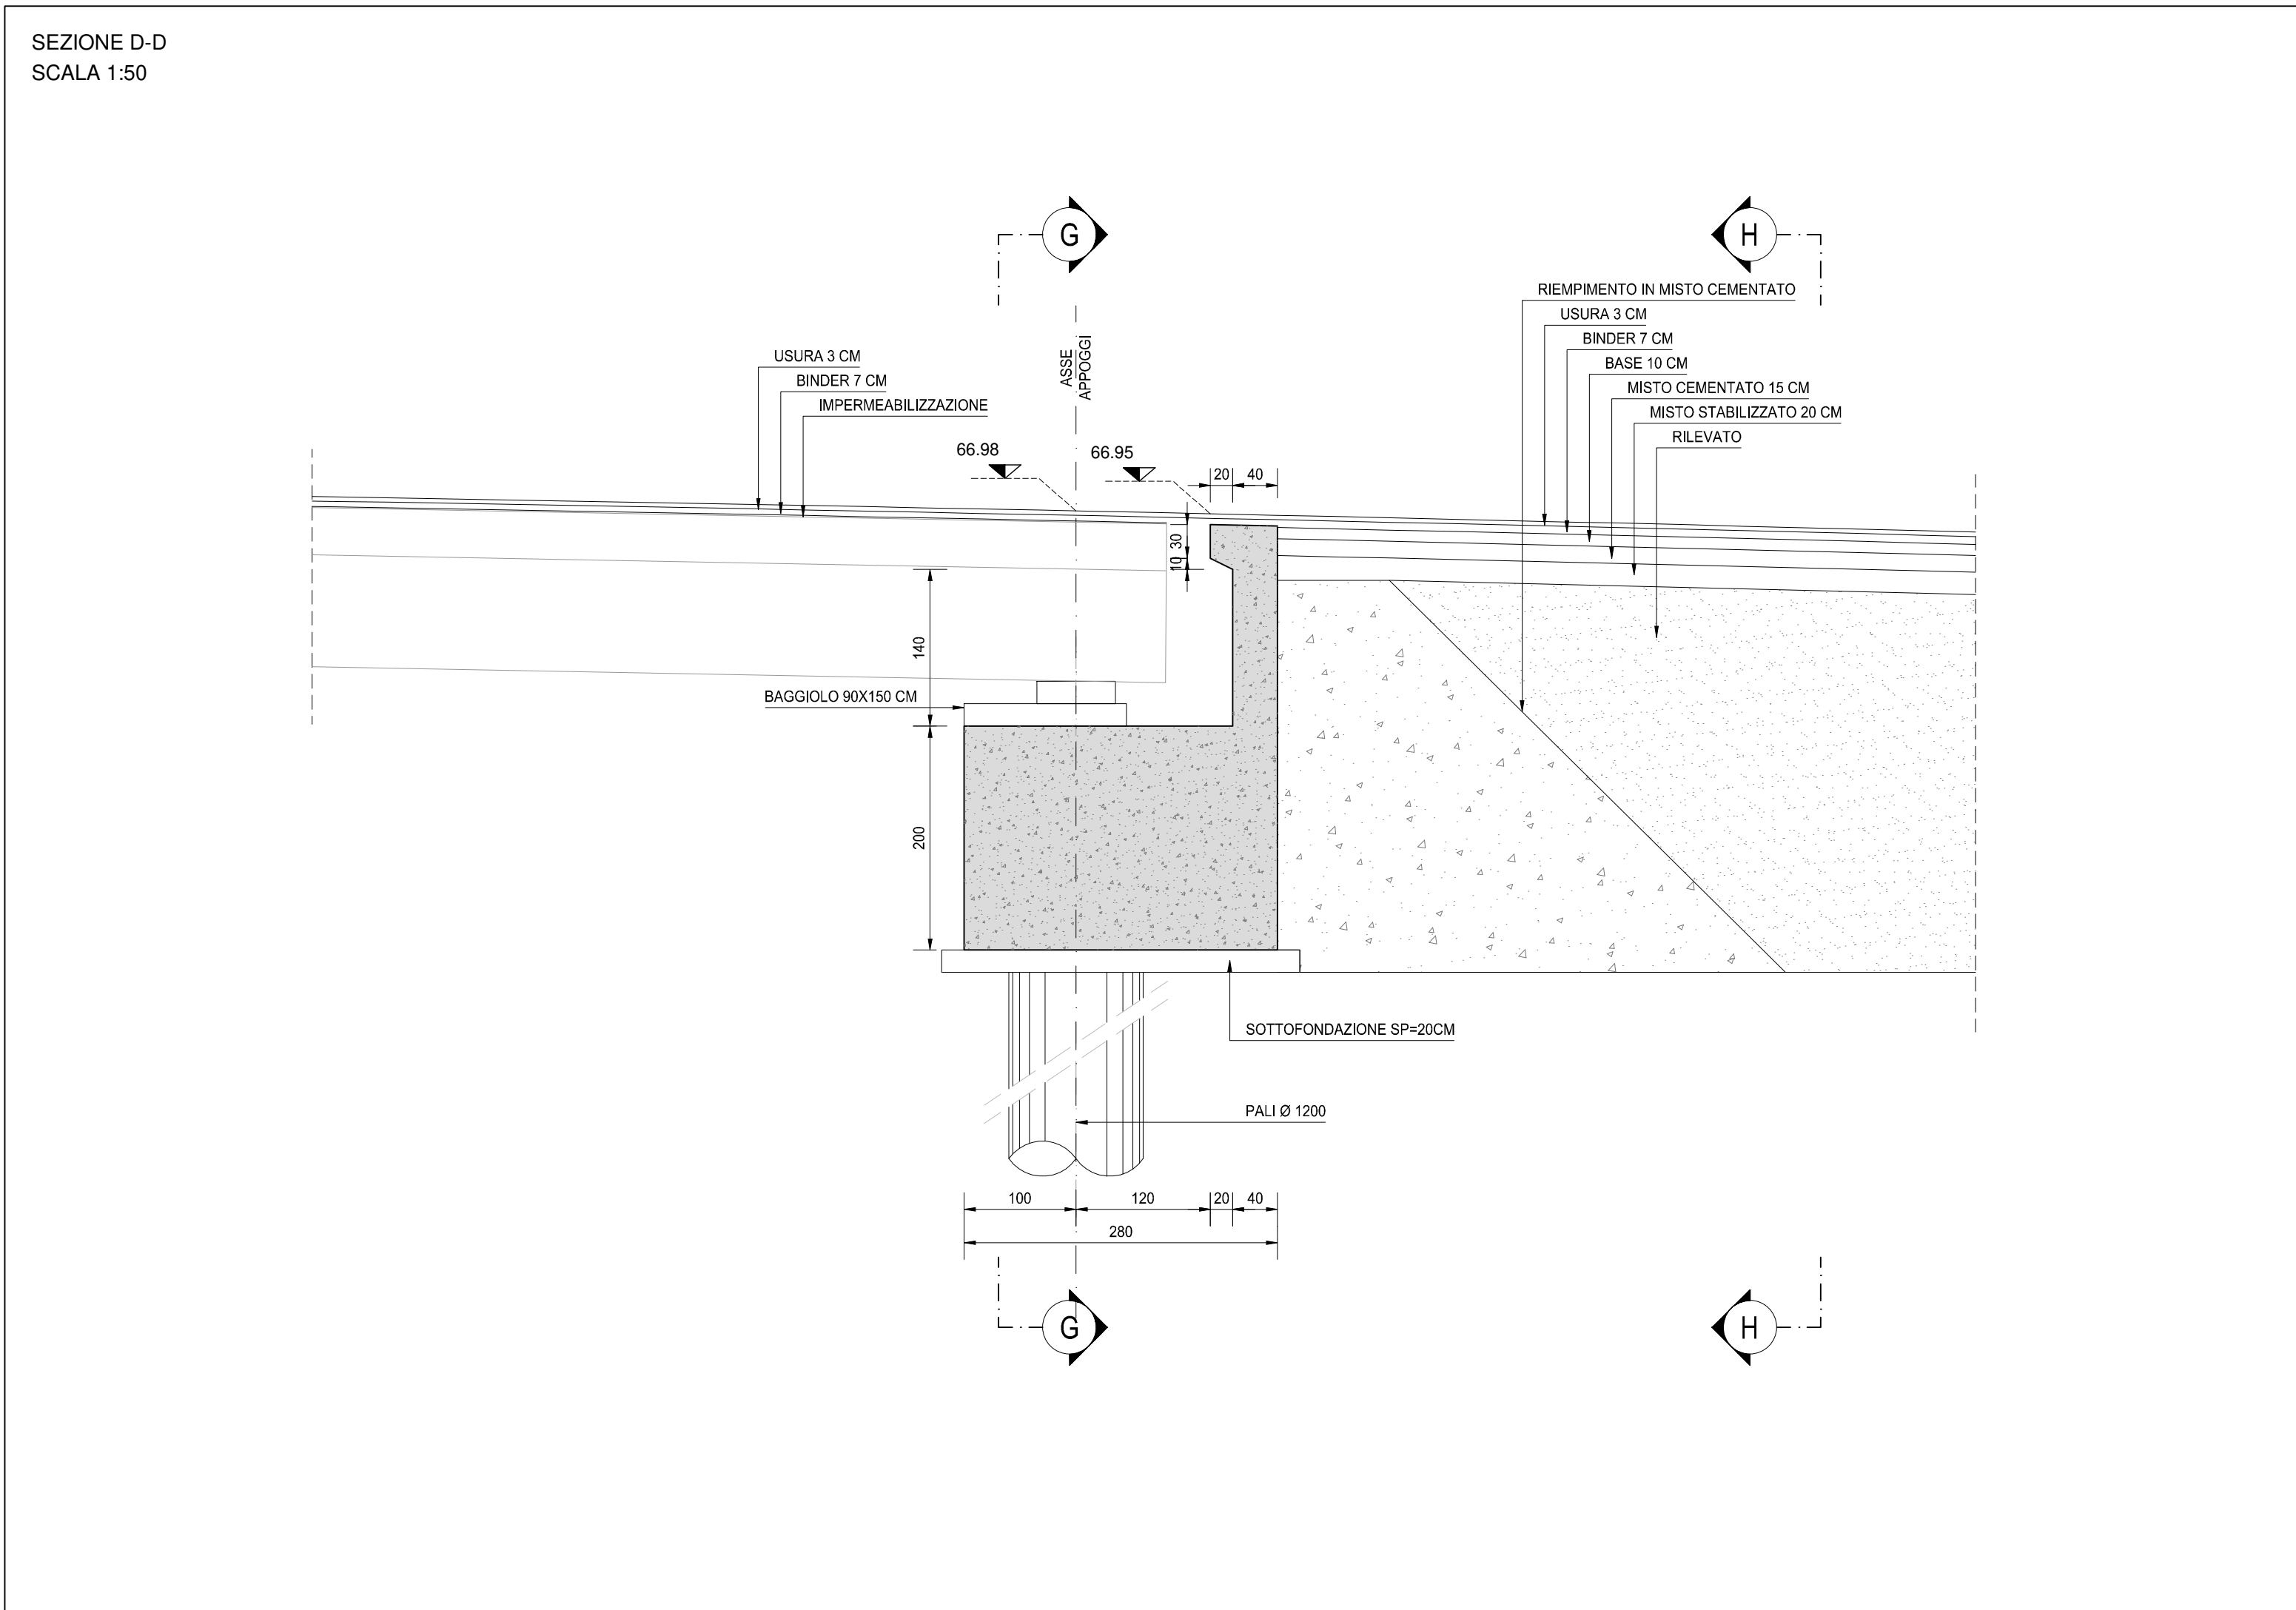 SEZIONE D-D
SCALA 1:50
G
H
RIEMPIMENTO IN MISTO CEMENTATO
USURA 3 CM
BINDER 7 CM
BASE 10 CM
MISTO CEMENTATO 15 CM
MISTO STABILIZZATO 20 CM
RILEVATO
USURA 3 CM
BINDER 7 CM
IMPERMEABILIZZAZIONE
ASSE
APPOGGI
66.98
66.95
20
40
30
10
140
BAGGIOLO 90X150 CM
200
SOTTOFONDAZIONE SP=20CM
PALI Ø 1200
100
120
20
40
280
G
H